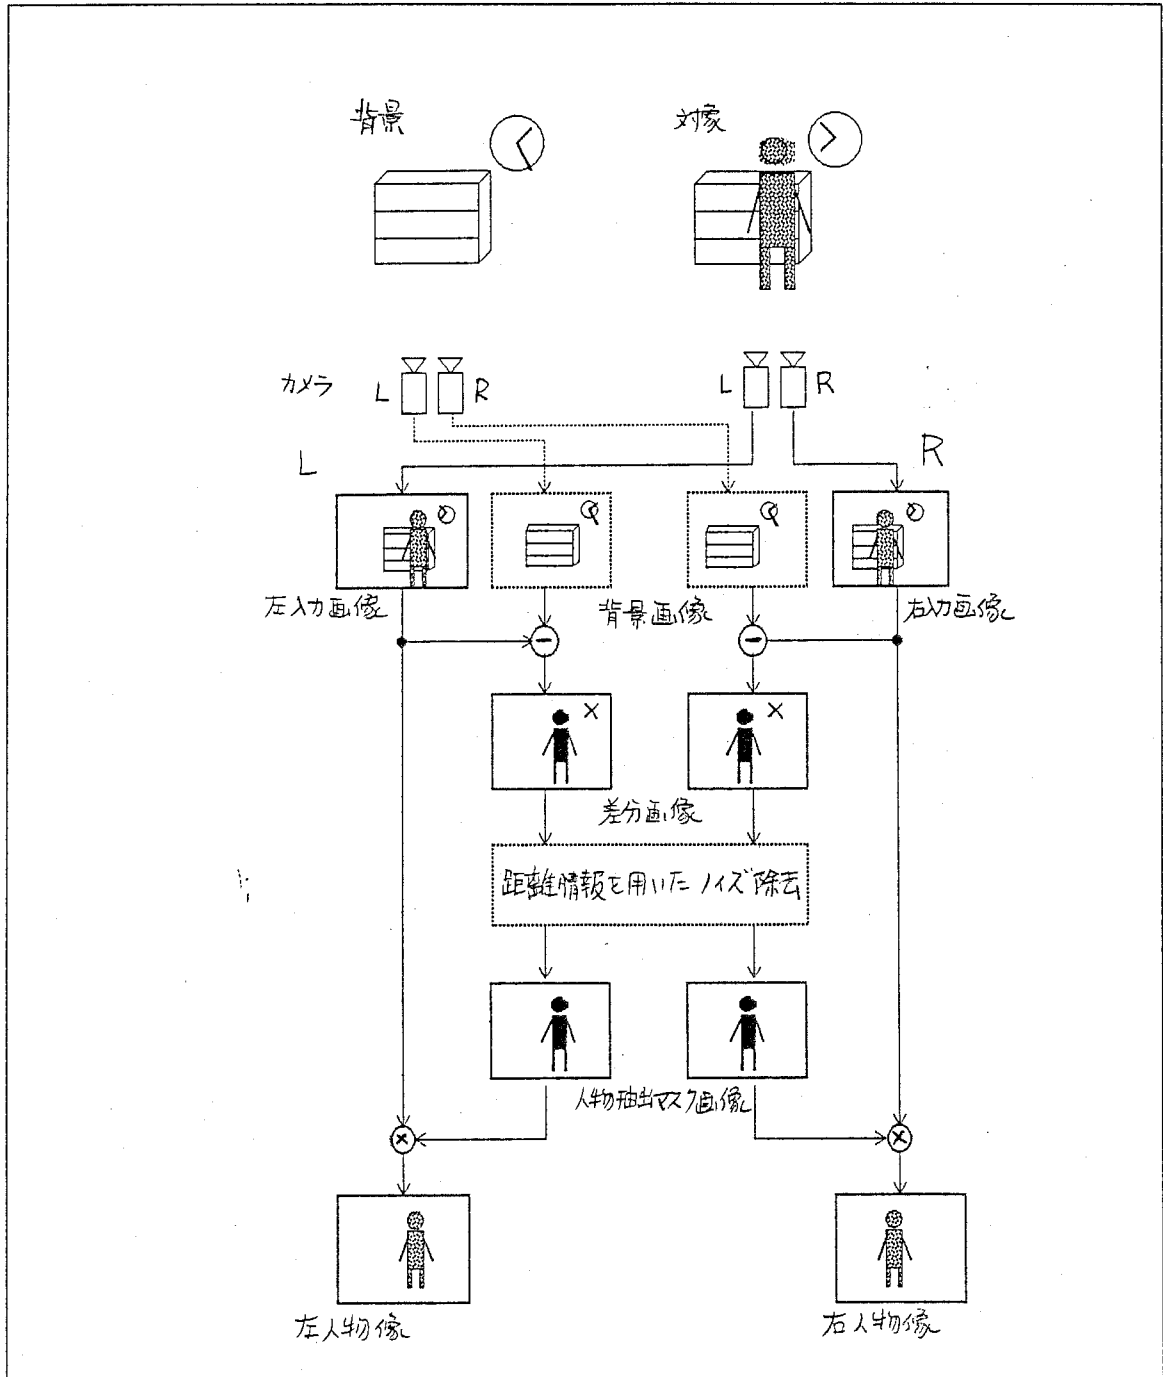 背景
対象
カメラ L R
L R
L R
左入力画像
背景画像
右入力画像
差分画像
距離情報を用いたノイズ除去
人物抽出マスク画像
左人物像
右人物像